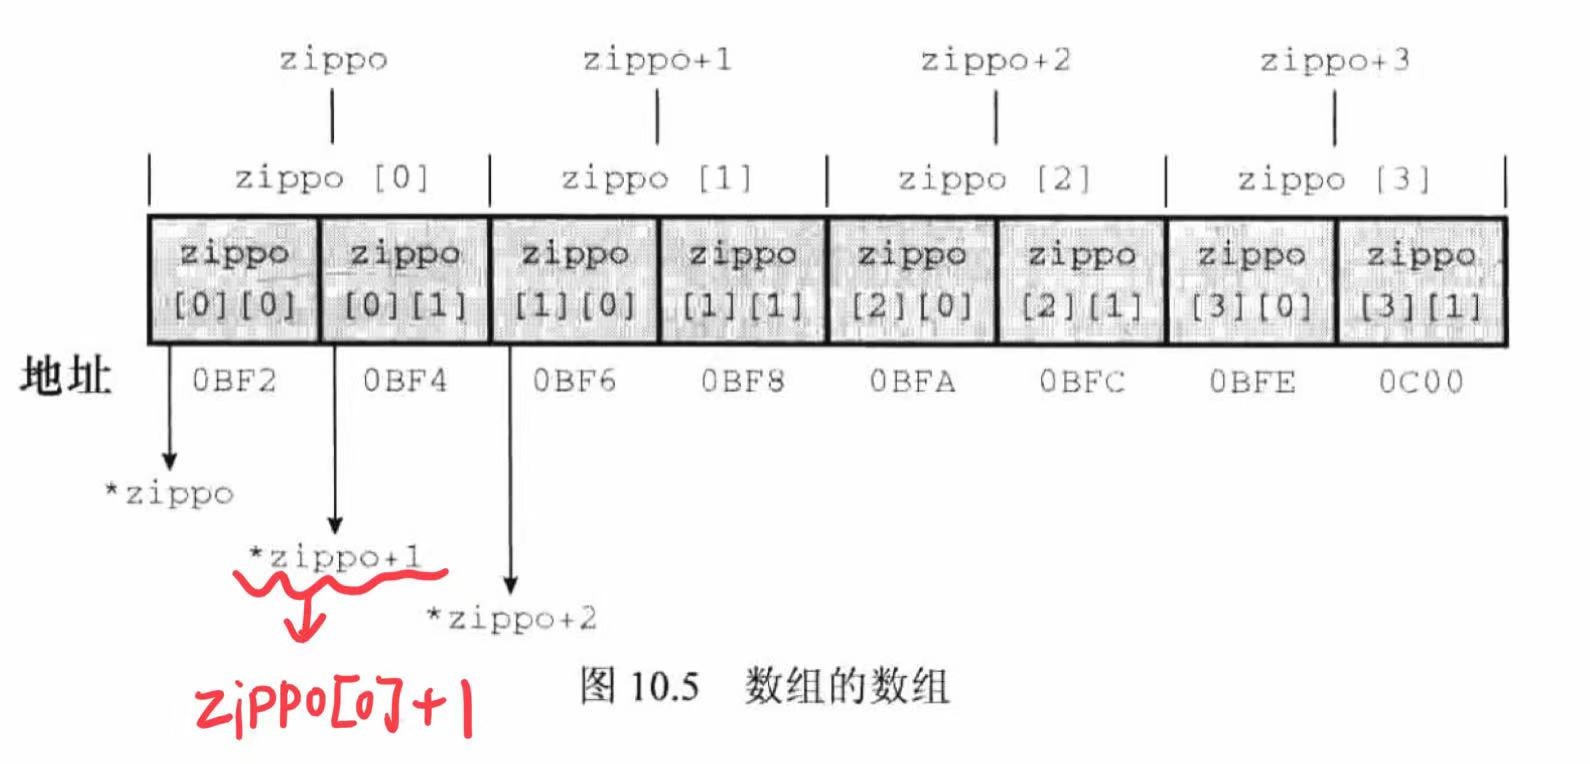 zippo zippo+1 zippo+2 zippo+3
zippo [0] zippo [1] zippo [2] zippo [3]
zippo zippo zippo zippo zippo zippo zippo zippo
[0][0] [0][1] [1][0] [1][1] [2][0] [2][1] [3][0] [3][1]
地址 0BF2 0BF4 0BF6 0BF8 0BFA 0BFC 0BFE 0C00
*zippo
*zippo+1
*zippo+2
zippo[0]+1
图 10.5 数组的数组